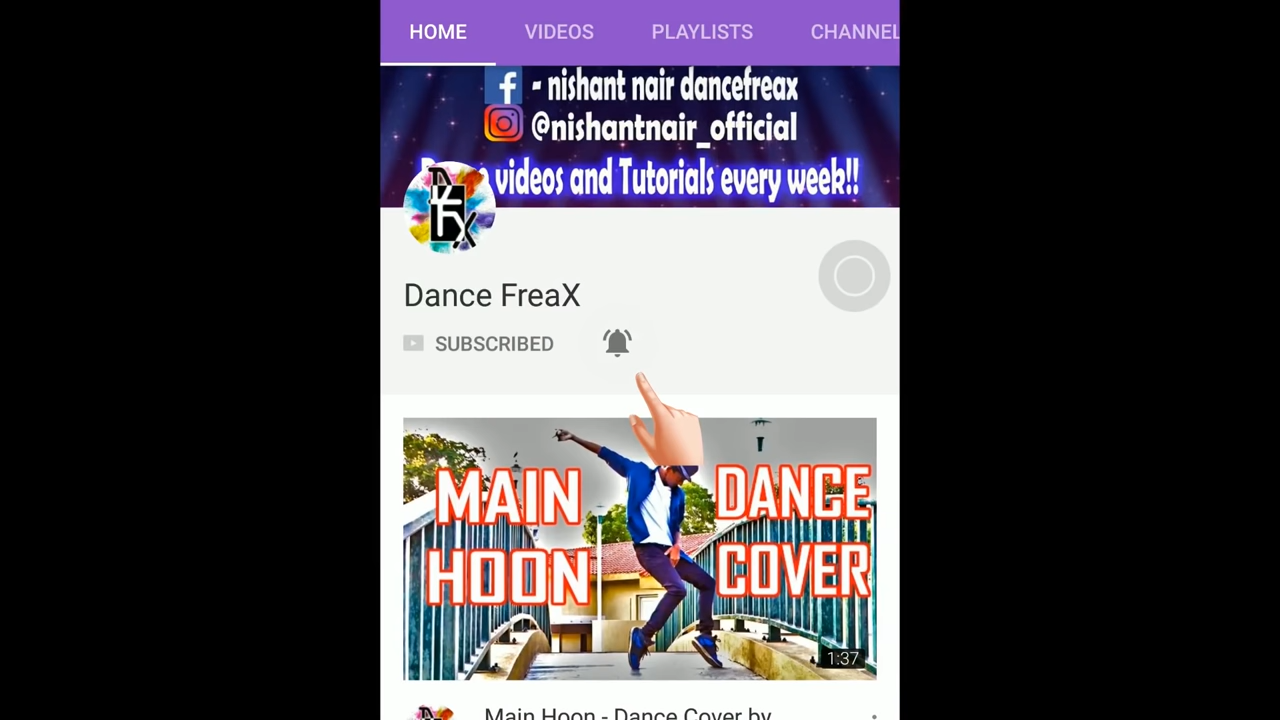 HOME VIDEOS PLAYLISTS CHANNEL
- nishant nair dancefreax
@nishantnair_official
videos and Tutorials every week!!
Dance FreaX
SUBSCRIBED
MAIN DANCE
HOON COVER
1:37
Main Hoon - Dance Cover by